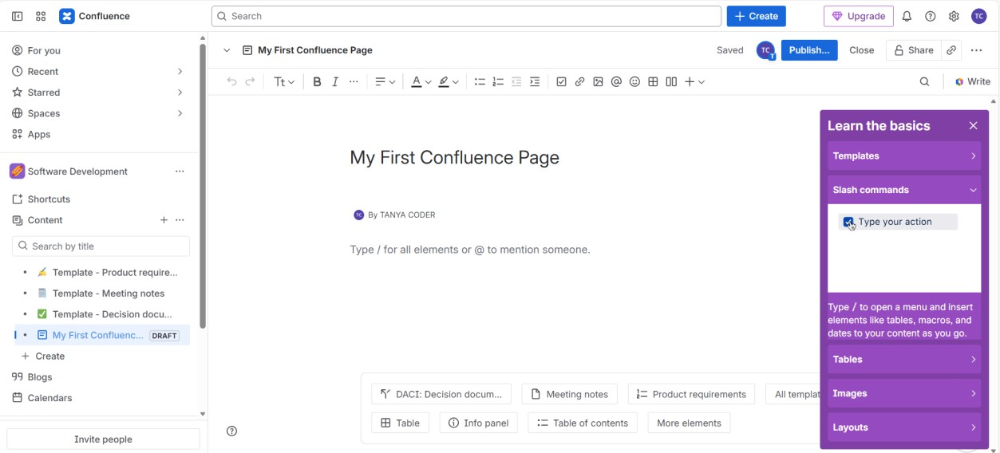 Confluence
Search
+ Create
Upgrade
TC
For you
Recent
Starred
Spaces
Apps
Software Development
Shortcuts
Content
Search by title
Template - Product require...
Template - Meeting notes
Template - Decision docu...
My First Confluenc... DRAFT
+ Create
Blogs
Calendars
Invite people
My First Confluence Page
Saved
TC
T
Publish...
Close
Share
Tt
B I
A
Write
My First Confluence Page
TC By TANYA CODER
Type / for all elements or @ to mention someone.
DACI: Decision docum...
Meeting notes
Product requirements
All templat
Table
Info panel
Table of contents
More elements
Learn the basics
Templates
Slash commands
Type your action
Type / to open a menu and insert
elements like tables, macros, and
dates to your content as you go.
Tables
Images
Layouts